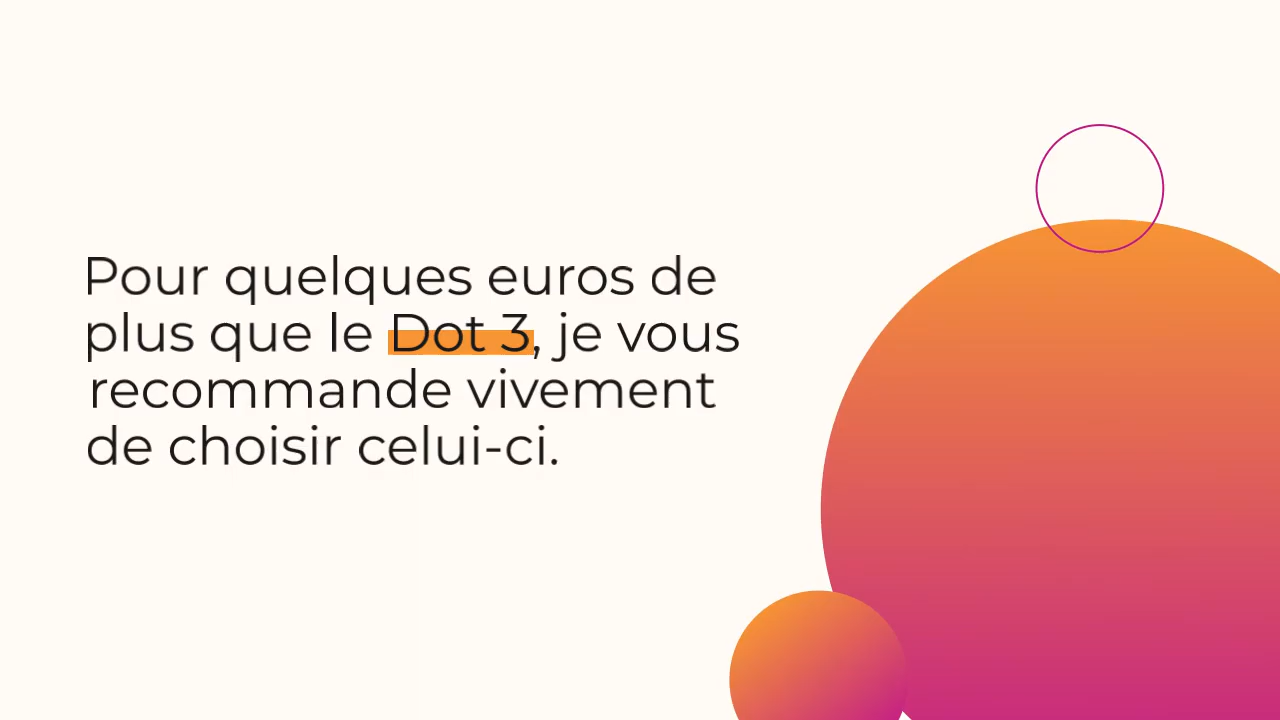 Pour quelques euros de
plus que le Dot 3, je vous
recommande vivement
de choisir celui-ci.